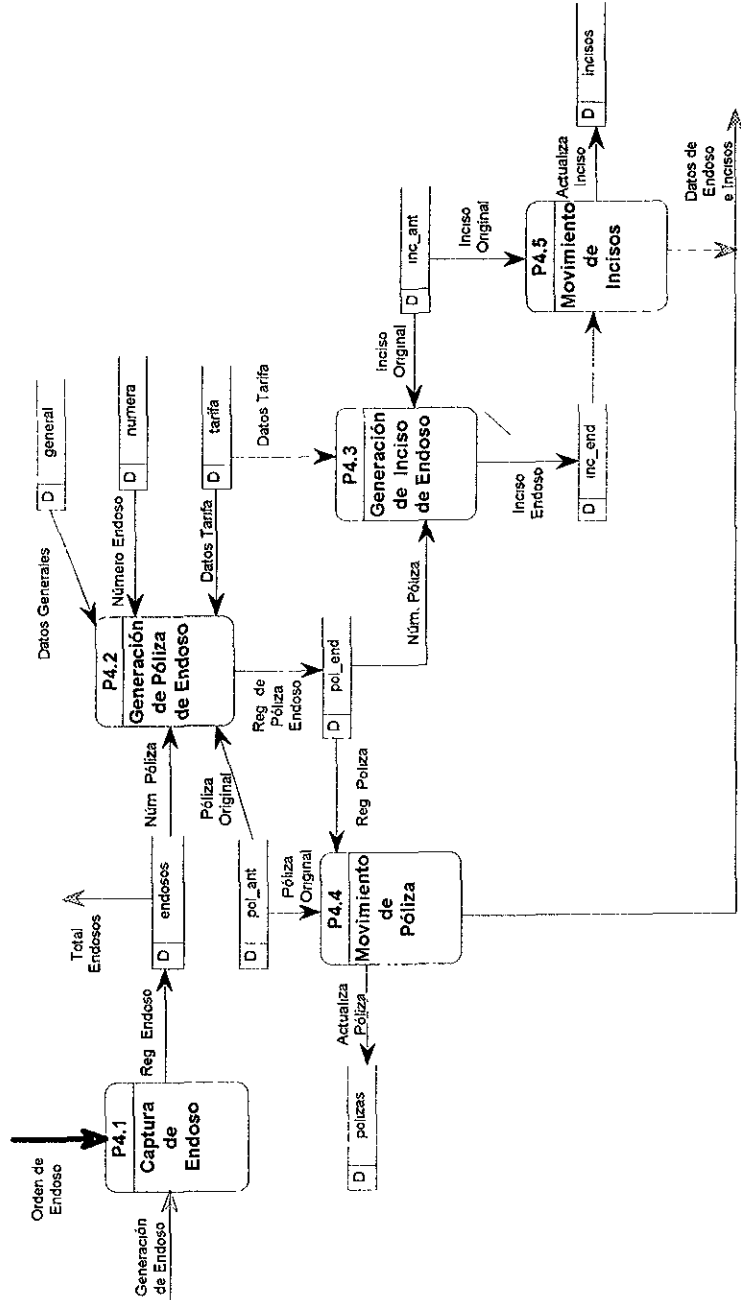 Orden de
Endoso
Generación
de Endoso
P4.1
Captura
de
Endoso
Reg Endoso
Total
Endosos
D endosos
Núm Póliza
Datos Generales
D general
P4.2
Generación
de Póliza
de Endoso
Número Endoso
D numera
Datos Tarifa
D tarifa
Datos Tarifa
Póliza
Original
D pol_ant
Póliza
Original
Reg de
Póliza
Endoso
D pol_end
Reg Poliza
Núm. Póliza
P4.3
Generación
de Inciso
de Endoso
Inciso
Original
D inc_ant
Inciso
Original
Inciso
Endoso
D inc_end
P4.4
Movimiento
de
Póliza
Actualiza
Póliza
D polizas
P4.5
Movimiento
de
Incisos
Actualiza
Inciso
D incisos
Datos de
Endoso
e Incisos